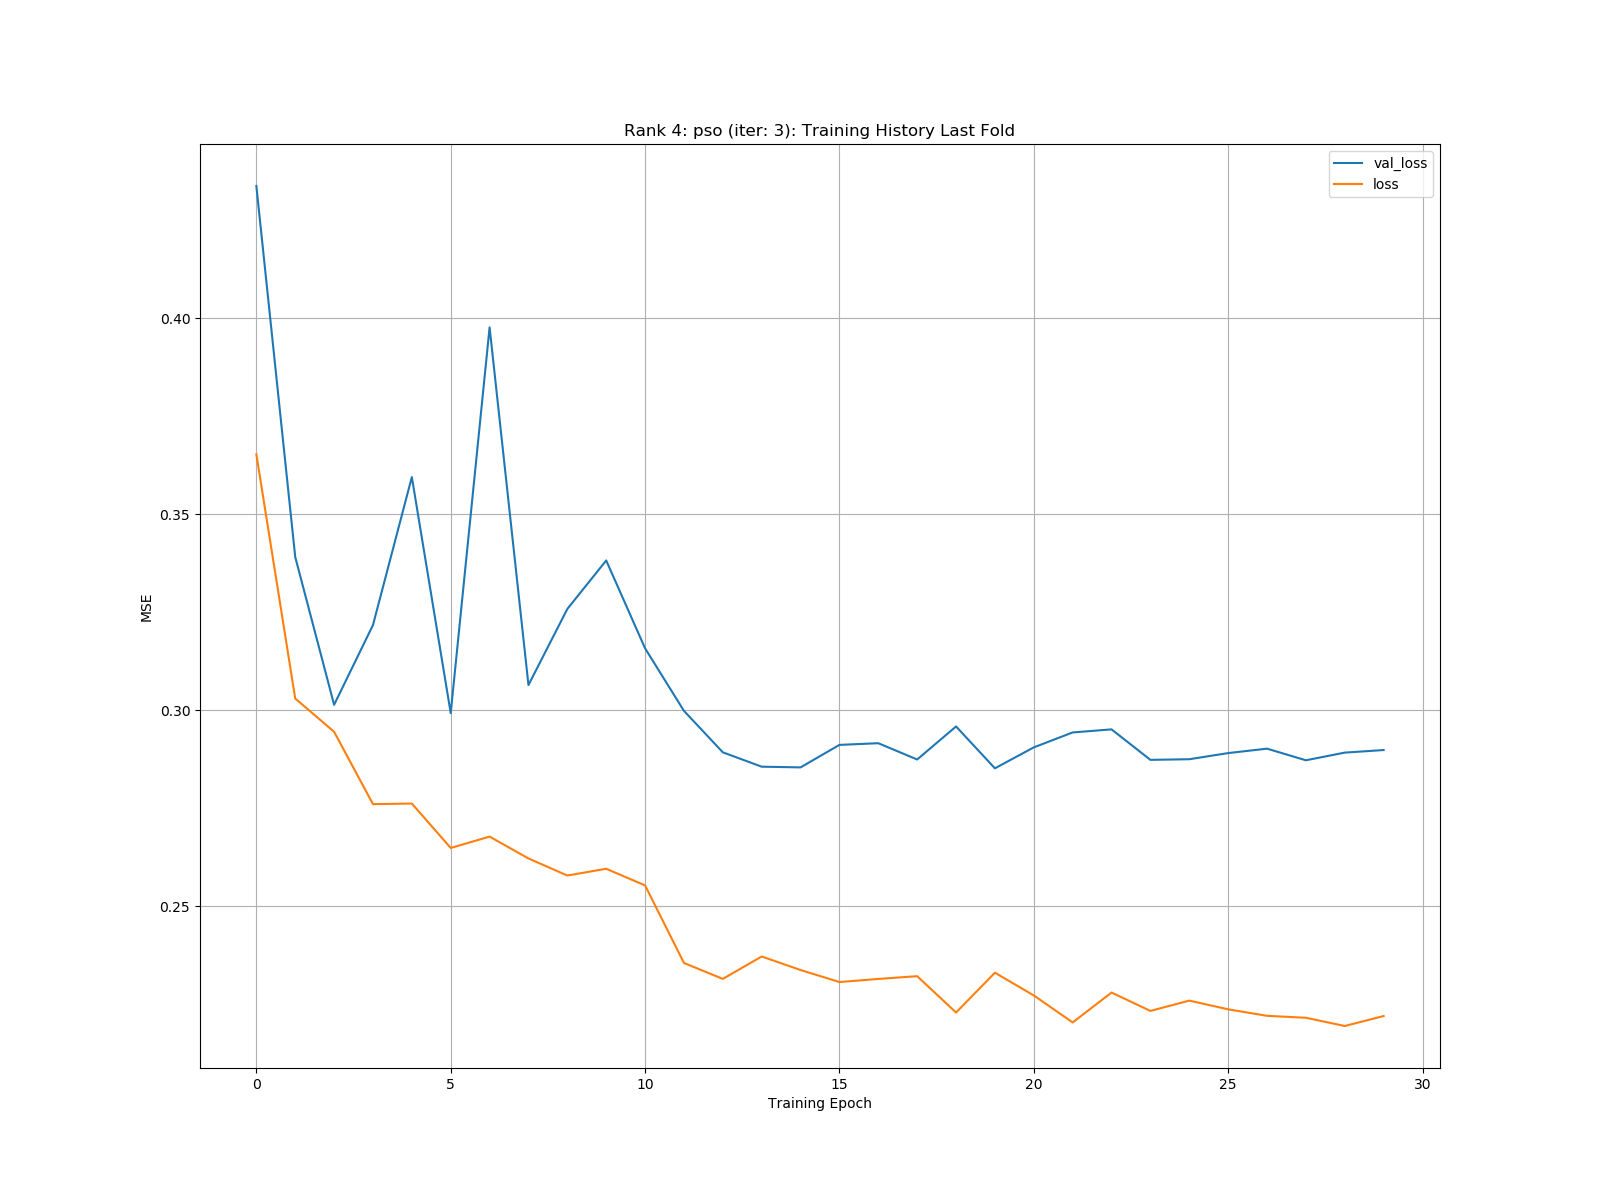 Rank 4: pso (iter: 3): Training History Last Fold
val_loss
loss
0.40
0.35
0.30
0.25
MSE
0 5 10 15 20 25 30
Training Epoch